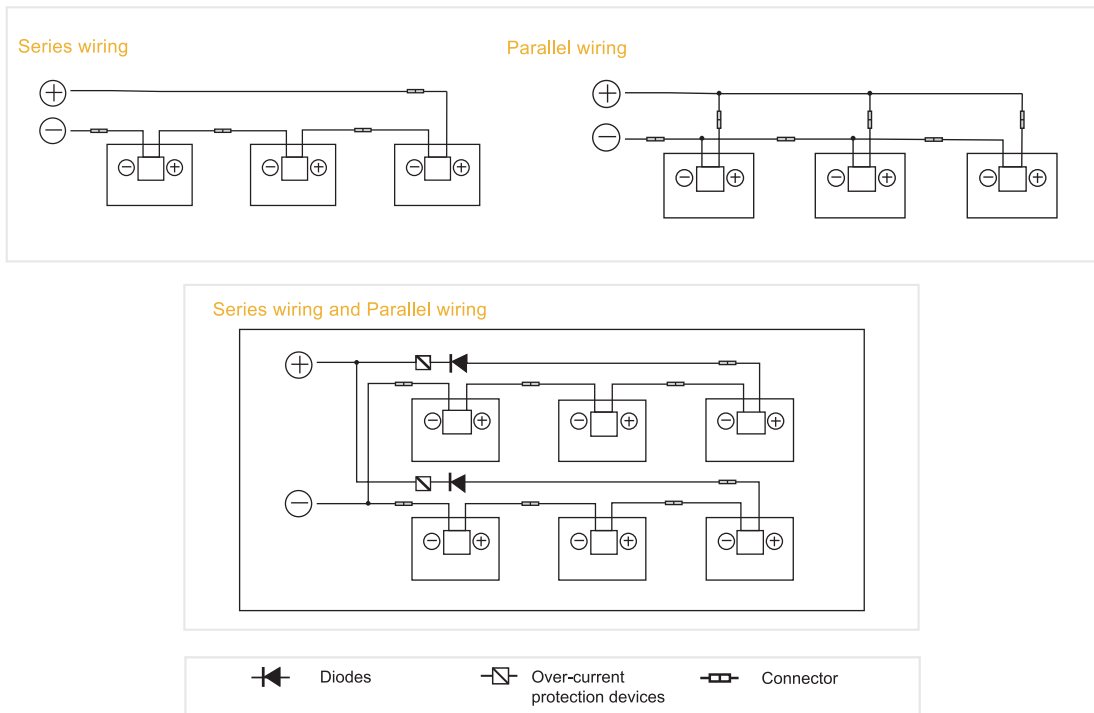 Series wiring
Parallel wiring
Series wiring and Parallel wiring
Diodes
Over-current
protection devices
Connector